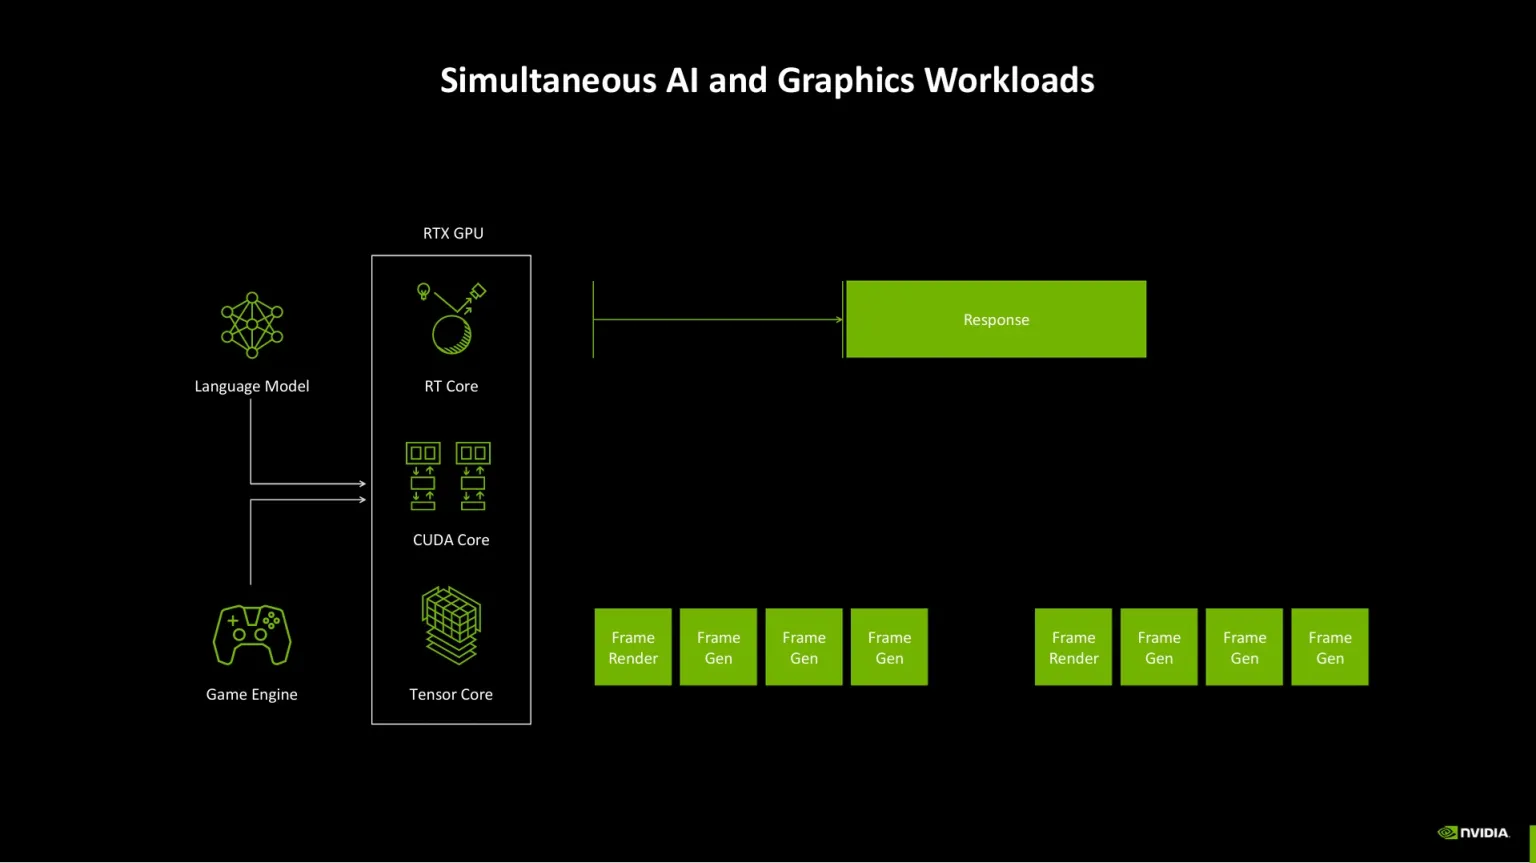 Simultaneous AI and Graphics Workloads
RTX GPU
Language Model
RT Core
Response
CUDA Core
Game Engine
Tensor Core
Frame
Render
Frame
Gen
Frame
Gen
Frame
Gen
Frame
Render
Frame
Gen
Frame
Gen
Frame
Gen
NVIDIA